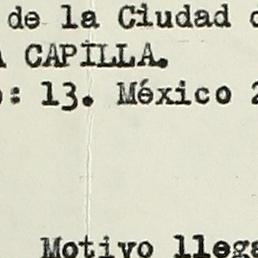 de la Ciudad
CAPILLA.
: 13. México 2
Motivo llega